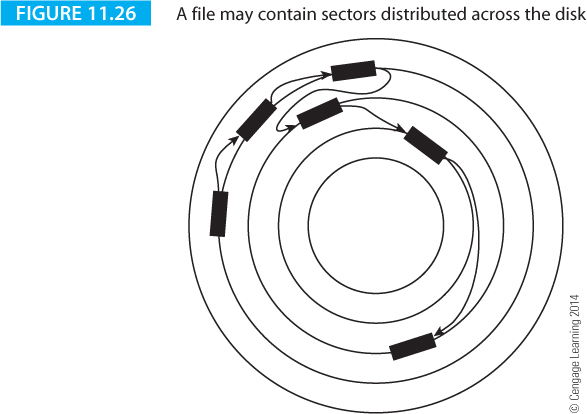 FIGURE 11.26 A file may contain sectors distributed across the disk
© Cengage Learning 2014